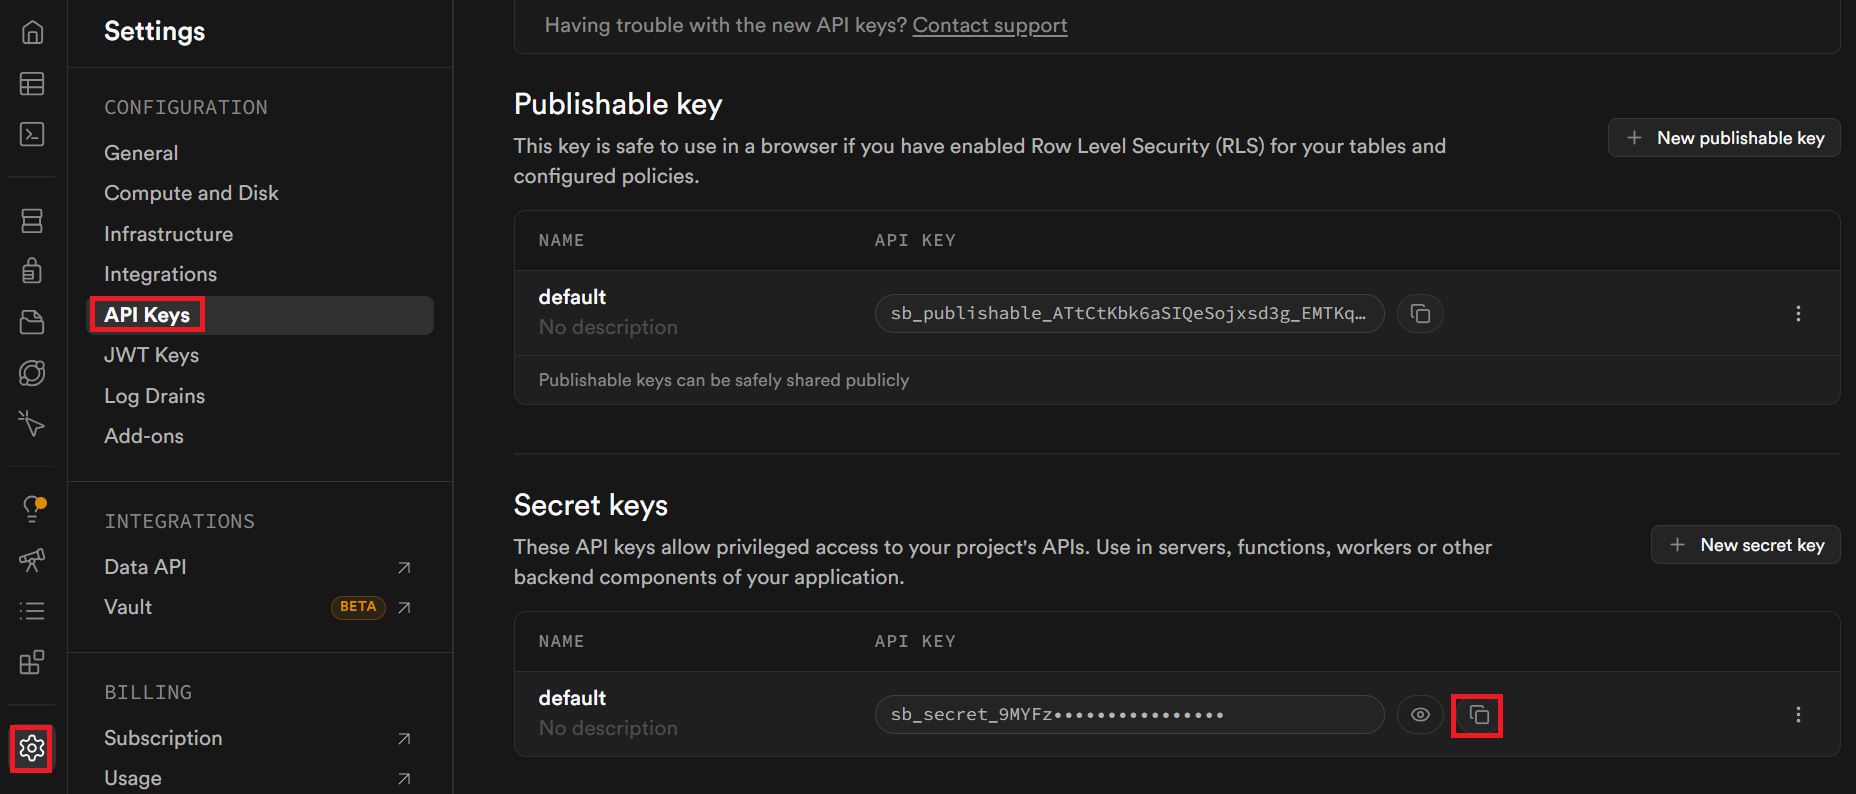 Settings
CONFIGURATION
General
Compute and Disk
Infrastructure
Integrations
API Keys
JWT Keys
Log Drains
Add-ons
INTEGRATIONS
Data API
Vault BETA
BILLING
Subscription
Usage
Having trouble with the new API keys? Contact support
Publishable key
This key is safe to use in a browser if you have enabled Row Level Security (RLS) for your tables and
configured policies.
New publishable key
NAME API KEY
default
No description
sb_publishable_ATtCtKbk6aSIQeSojxsd3g_EMTKq…
Publishable keys can be safely shared publicly
Secret keys
These API keys allow privileged access to your project's APIs. Use in servers, functions, workers or other
backend components of your application.
New secret key
NAME API KEY
default
No description
sb_secret_9MYFz••••••••••••••••